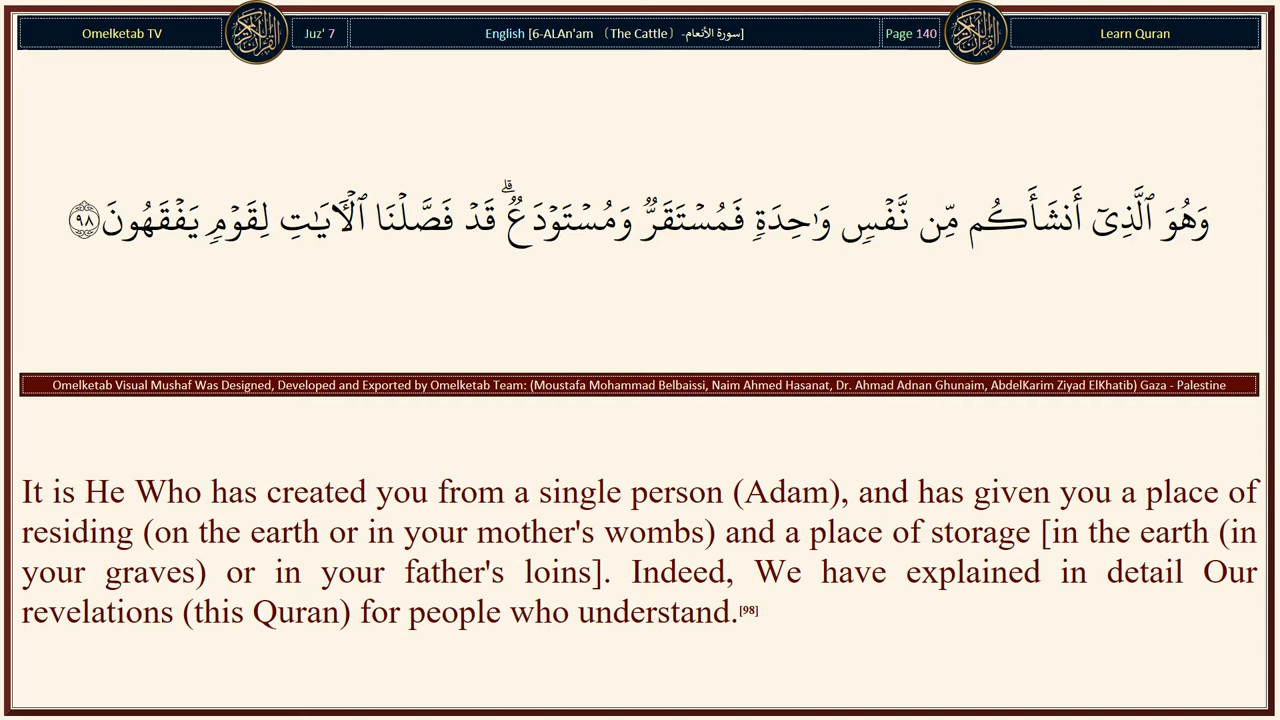 Omelketab TV
Juz' 7
English [6-ALAn'am (The Cattle) -سورة الأنعام]
Page 140
Learn Quran
وَهُوَ ٱلَّذِىٓ أَنشَأَكُم مِّن نَّفْسٍ وَٰحِدَةٍ فَمُسْتَقَرٌّ وَمُسْتَوْدَعٌ ۗ قَدْ فَصَّلْنَا ٱلْـَٔايَـٰتِ لِقَوْمٍ يَفْقَهُونَ ٩٨
Omelketab Visual Mushaf Was Designed, Developed and Exported by Omelketab Team: (Moustafa Mohammad Belbaissi, Naim Ahmed Hasanat, Dr. Ahmad Adnan Ghunaim, AbdelKarim Ziyad ElKhatib) Gaza - Palestine
It is He Who has created you from a single person (Adam), and has given you a place of
residing (on the earth or in your mother's wombs) and a place of storage [in the earth (in
your graves) or in your father's loins]. Indeed, We have explained in detail Our
revelations (this Quran) for people who understand.[98]